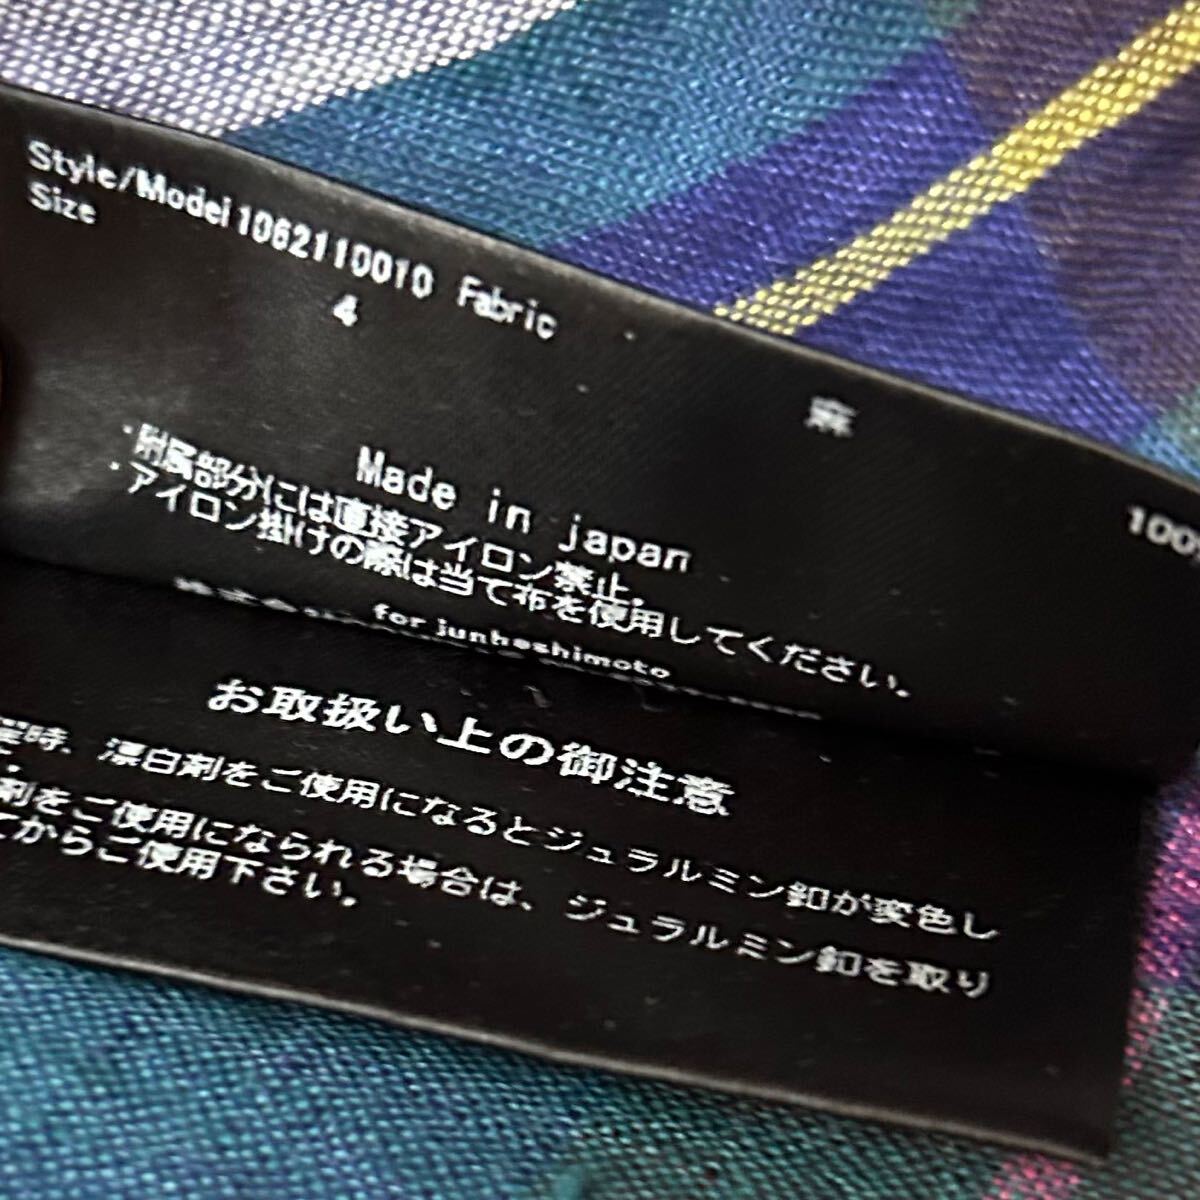 Style/Model 1062110010 Fabric
Size 4
麻 100%
Made in japan
・附属部分には直接アイロン禁止。
・アイロン掛けの際は当て布を使用してください。
株式会社
for junhashimoto
お取扱い上の御注意
時、漂白剤をご使用になるとジュラルミン釦が変色し
剤をご使用になられる場合は、ジュラルミン釦を取り
てからご使用下さい。